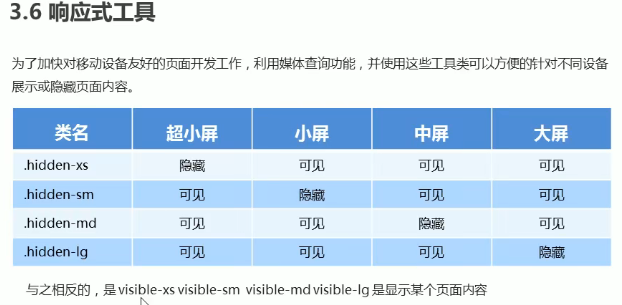 3.6 响应式工具
为了加快对移动设备友好的页面开发工作，利用媒体查询功能，并使用这些工具类可以方便的针对不同设备
展示或隐藏页面内容。
类名 超小屏 小屏 中屏 大屏
.hidden-xs 隐藏 可见 可见 可见
.hidden-sm 可见 隐藏 可见 可见
.hidden-md 可见 可见 隐藏 可见
.hidden-lg 可见 可见 可见 隐藏
与之相反的，是 visible-xs visible-sm visible-md visible-lg 是显示某个页面内容